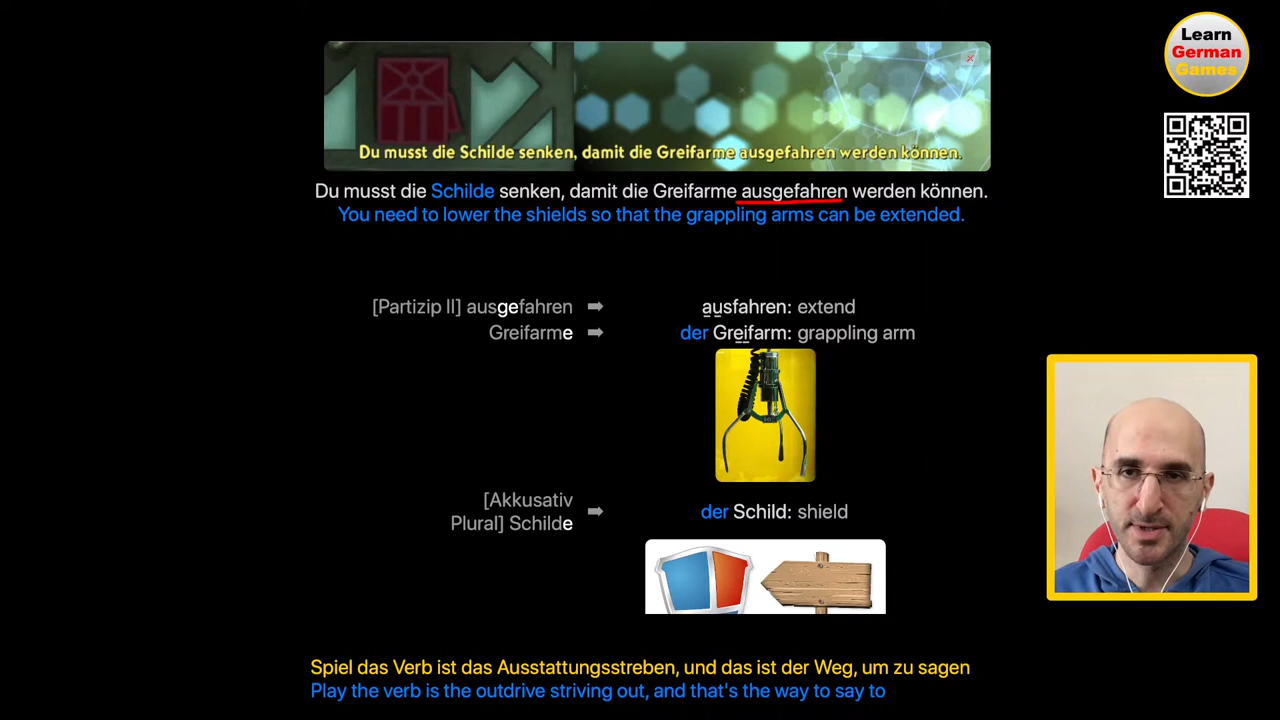 Learn
German
Games
Du musst die Schilde senken, damit die Greifarme ausgefahren werden können.
Du musst die Schilde senken, damit die Greifarme ausgefahren werden können.
You need to lower the shields so that the grappling arms can be extended.
[Partizip II] ausgefahren ➡ ausfahren: extend
Greifarme ➡ der Greifarm: grappling arm
[Akkusativ
Plural] Schilde ➡ der Schild: shield
Spiel das Verb ist das Ausstattungsstreben, und das ist der Weg, um zu sagen
Play the verb is the outdrive striving out, and that's the way to say to